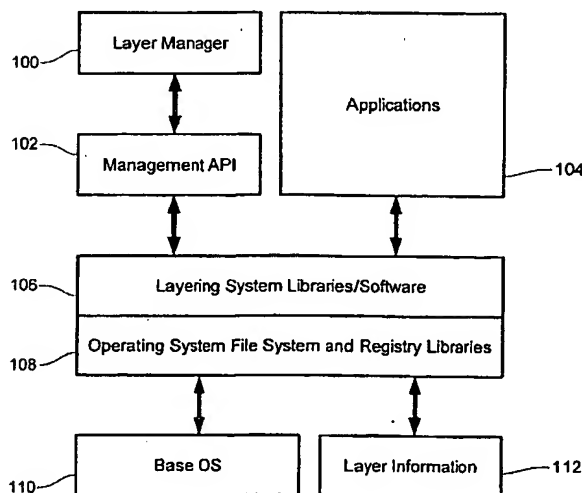 Layer Manager
100
Applications
102
Management API
104
106
Layering System Libraries/Software
108
Operating System File System and Registry Libraries
110
Base OS
Layer Information
112